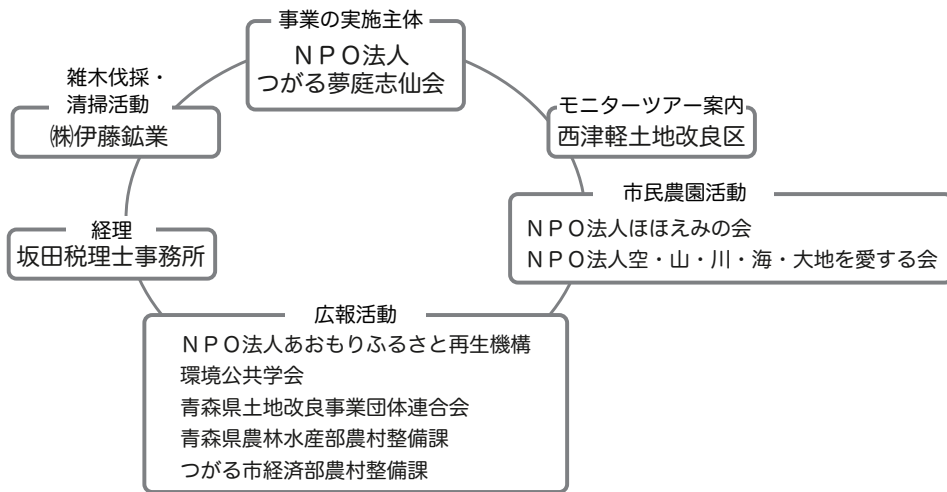 事業の実施主体
ＮＰＯ法人
つがる夢庭志仙会
雑木伐採・
清掃活動
㈱伊藤鉱業
モニターツアー案内
西津軽土地改良区
市民農園活動
ＮＰＯ法人ほほえみの会
ＮＰＯ法人空・山・川・海・大地を愛する会
経理
坂田税理士事務所
広報活動
ＮＰＯ法人あおもりふるさと再生機構
環境公共学会
青森県土地改良事業団体連合会
青森県農林水産部農村整備課
つがる市経済部農村整備課